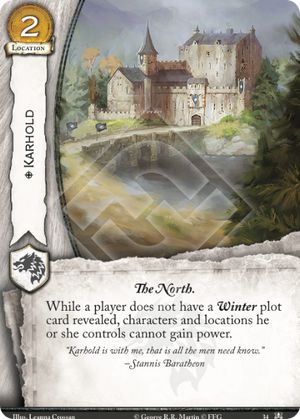 2
LOCATION
KARHOLD
The North.
While a player does not have a Winter plot
card revealed, characters and locations he
or she controls cannot gain power.
"Karhold is with me, that is all the men need know."
–Stannis Baratheon
Illus. Leanna Crossan
© George R.R. Martin ©FFG
14